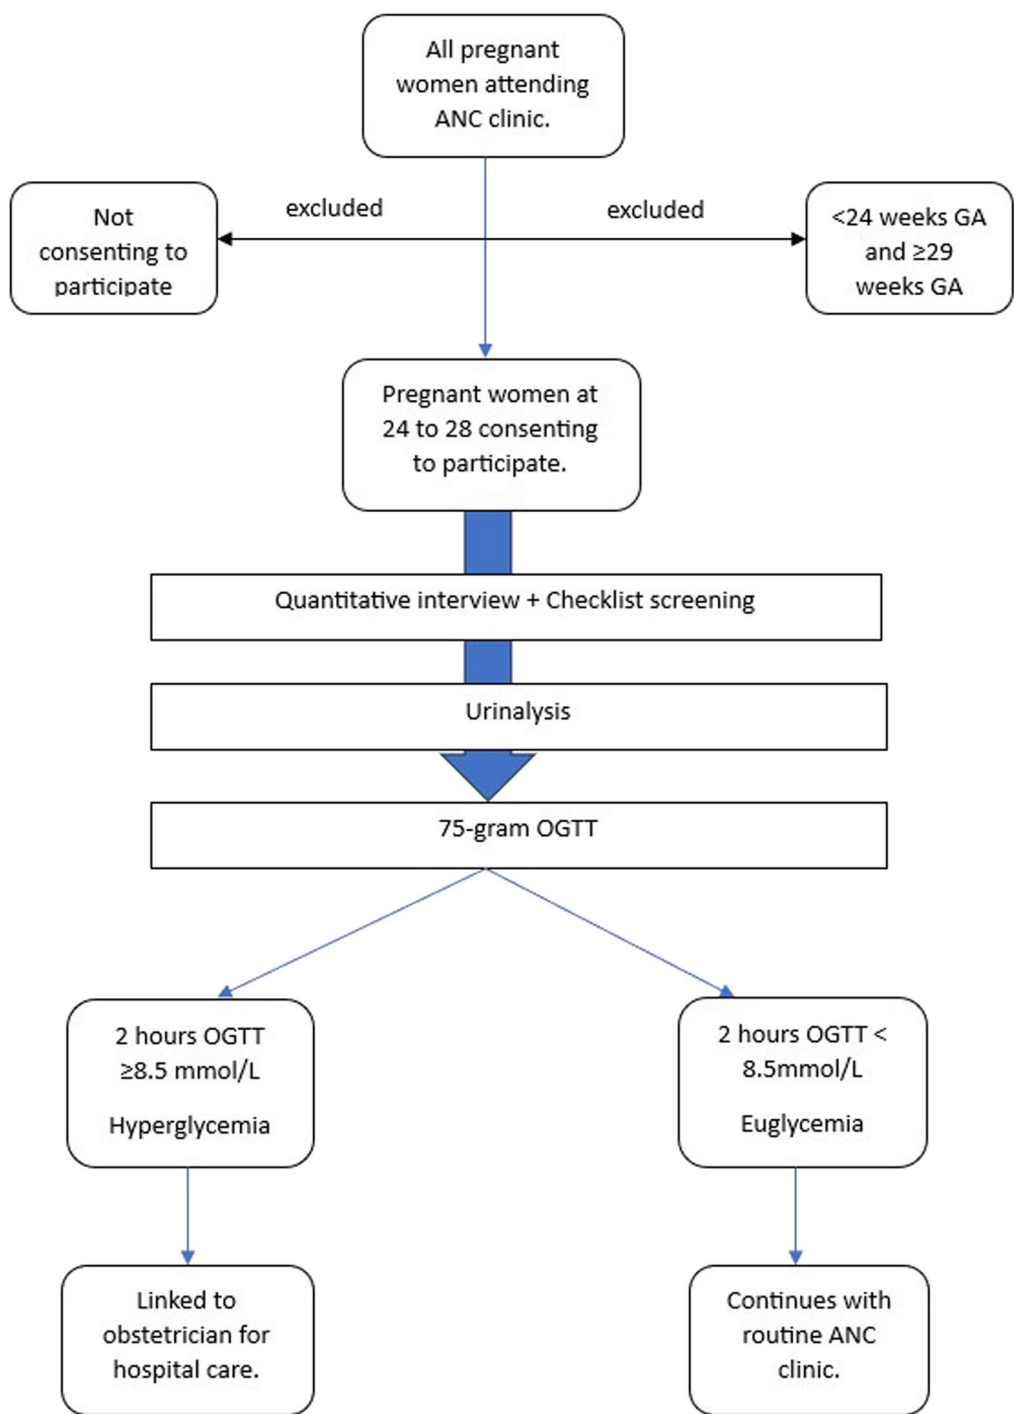 All pregnant
women attending
ANC clinic.
excluded
excluded
Not
consenting to
participate
<24 weeks GA
and ≥29
weeks GA
Pregnant women at
24 to 28 consenting
to participate.
Quantitative interview + Checklist screening
Urinalysis
75-gram OGTT
2 hours OGTT
≥8.5 mmol/L
Hyperglycemia
2 hours OGTT <
8.5mmol/L
Euglycemia
Linked to
obstetrician for
hospital care.
Continues with
routine ANC
clinic.